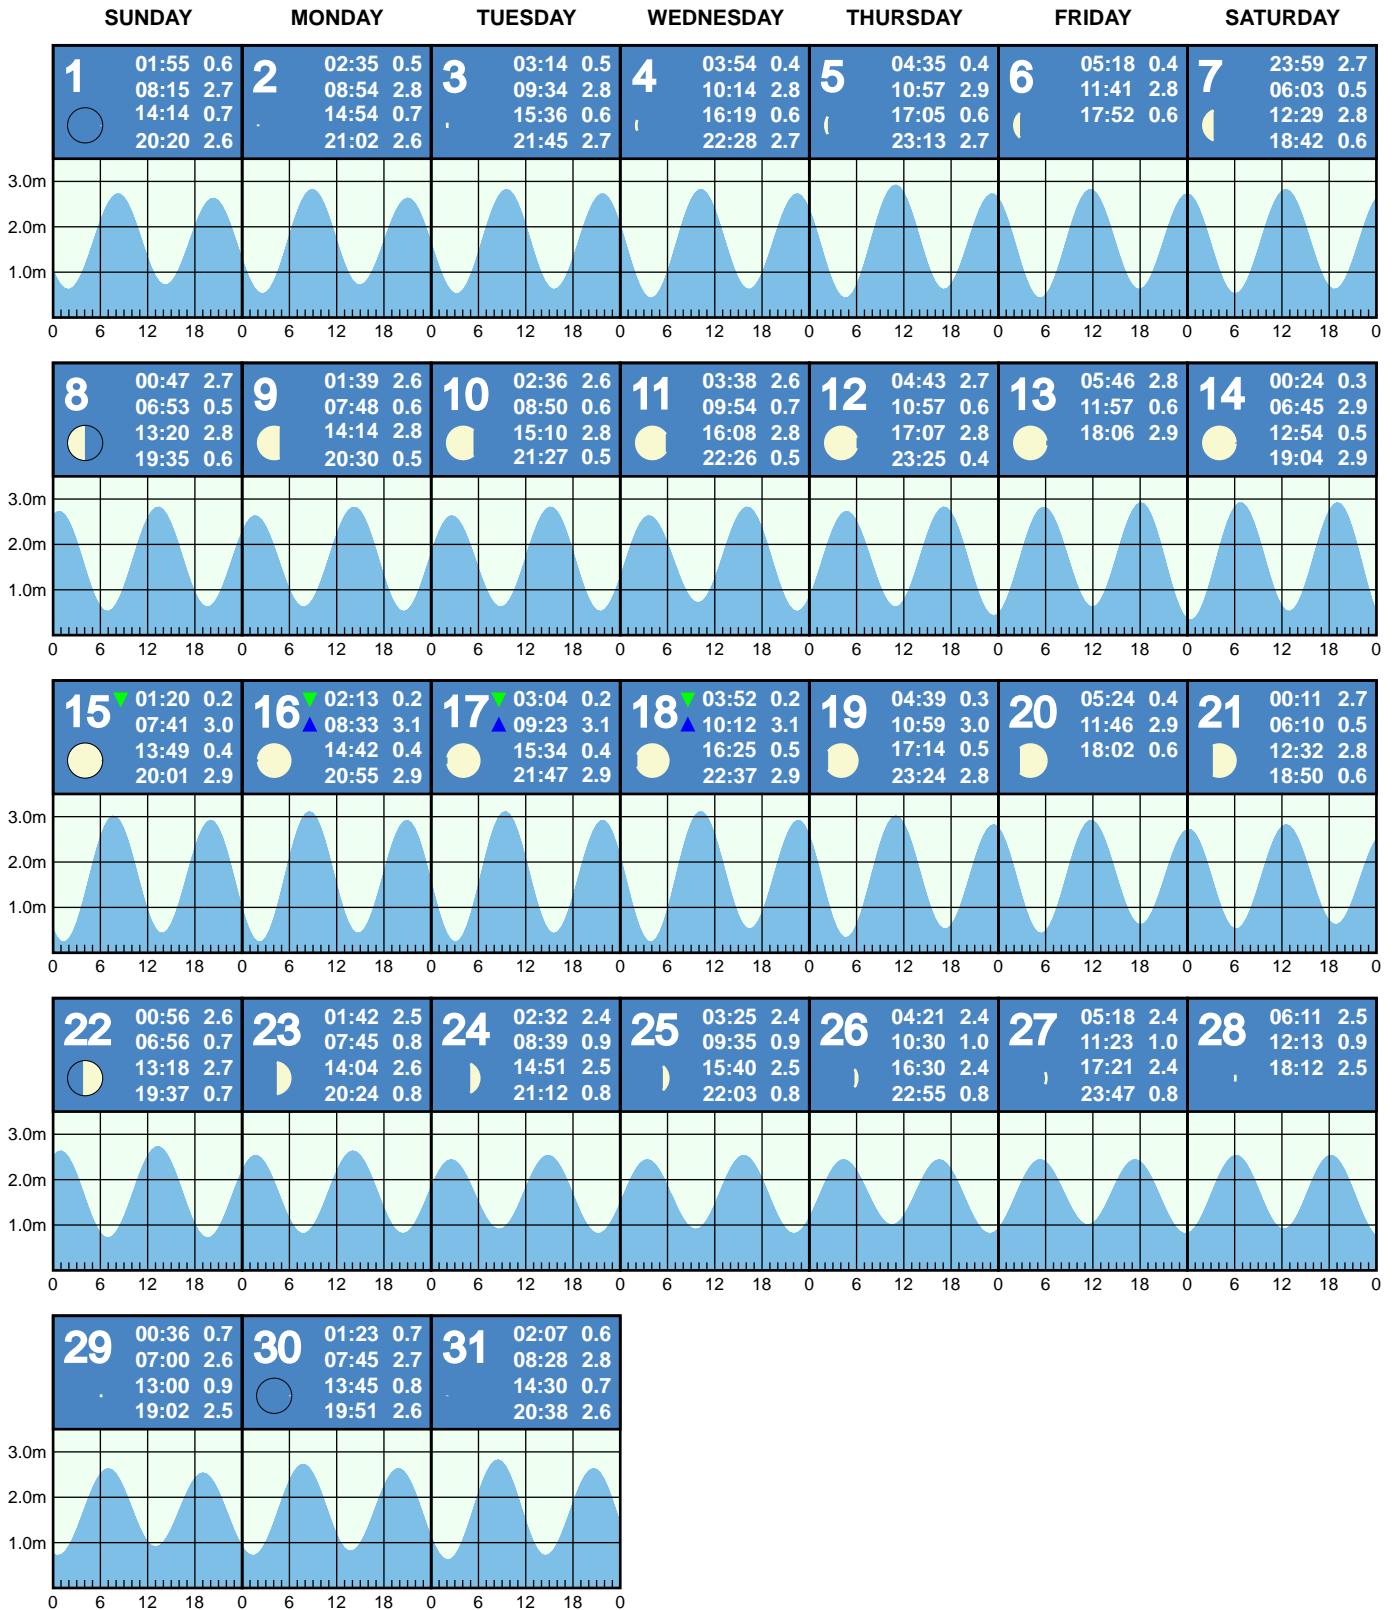 SUNDAY MONDAY TUESDAY WEDNESDAY THURSDAY FRIDAY SATURDAY
1 01:55 0.6
08:15 2.7
14:14 0.7
20:20 2.6
2 02:35 0.5
08:54 2.8
14:54 0.7
21:02 2.6
3 03:14 0.5
09:34 2.8
15:36 0.6
21:45 2.7
4 03:54 0.4
10:14 2.8
16:19 0.6
22:28 2.7
5 04:35 0.4
10:57 2.9
17:05 0.6
23:13 2.7
6 05:18 0.4
11:41 2.8
17:52 0.6
7 23:59 2.7
06:03 0.5
12:29 2.8
18:42 0.6
3.0m
2.0m
1.0m
0 6 12 18 0 6 12 18 0 6 12 18 0 6 12 18 0 6 12 18 0 6 12 18 0 6 12 18 0
8 00:47 2.7
06:53 0.5
13:20 2.8
19:35 0.6
9 01:39 2.6
07:48 0.6
14:14 2.8
20:30 0.5
10 02:36 2.6
08:50 0.6
15:10 2.8
21:27 0.5
11 03:38 2.6
09:54 0.7
16:08 2.8
22:26 0.5
12 04:43 2.7
10:57 0.6
17:07 2.8
23:25 0.4
13 05:46 2.8
11:57 0.6
18:06 2.9
14 00:24 0.3
06:45 2.9
12:54 0.5
19:04 2.9
3.0m
2.0m
1.0m
0 6 12 18 0 6 12 18 0 6 12 18 0 6 12 18 0 6 12 18 0 6 12 18 0 6 12 18 0
15 01:20 0.2
07:41 3.0
13:49 0.4
20:01 2.9
16 02:13 0.2
08:33 3.1
14:42 0.4
20:55 2.9
17 03:04 0.2
09:23 3.1
15:34 0.4
21:47 2.9
18 03:52 0.2
10:12 3.1
16:25 0.5
22:37 2.9
19 04:39 0.3
10:59 3.0
17:14 0.5
23:24 2.8
20 05:24 0.4
11:46 2.9
18:02 0.6
21 00:11 2.7
06:10 0.5
12:32 2.8
18:50 0.6
3.0m
2.0m
1.0m
0 6 12 18 0 6 12 18 0 6 12 18 0 6 12 18 0 6 12 18 0 6 12 18 0 6 12 18 0
22 00:56 2.6
06:56 0.7
13:18 2.7
19:37 0.7
23 01:42 2.5
07:45 0.8
14:04 2.6
20:24 0.8
24 02:32 2.4
08:39 0.9
14:51 2.5
21:12 0.8
25 03:25 2.4
09:35 0.9
15:40 2.5
22:03 0.8
26 04:21 2.4
10:30 1.0
16:30 2.4
22:55 0.8
27 05:18 2.4
11:23 1.0
17:21 2.4
23:47 0.8
28 06:11 2.5
12:13 0.9
18:12 2.5
3.0m
2.0m
1.0m
0 6 12 18 0 6 12 18 0 6 12 18 0 6 12 18 0 6 12 18 0 6 12 18 0 6 12 18 0
29 00:36 0.7
07:00 2.6
13:00 0.9
19:02 2.5
30 01:23 0.7
07:45 2.7
13:45 0.8
19:51 2.6
31 02:07 0.6
08:28 2.8
14:30 0.7
20:38 2.6
3.0m
2.0m
1.0m
0 6 12 18 0 6 12 18 0 6 12 18 0